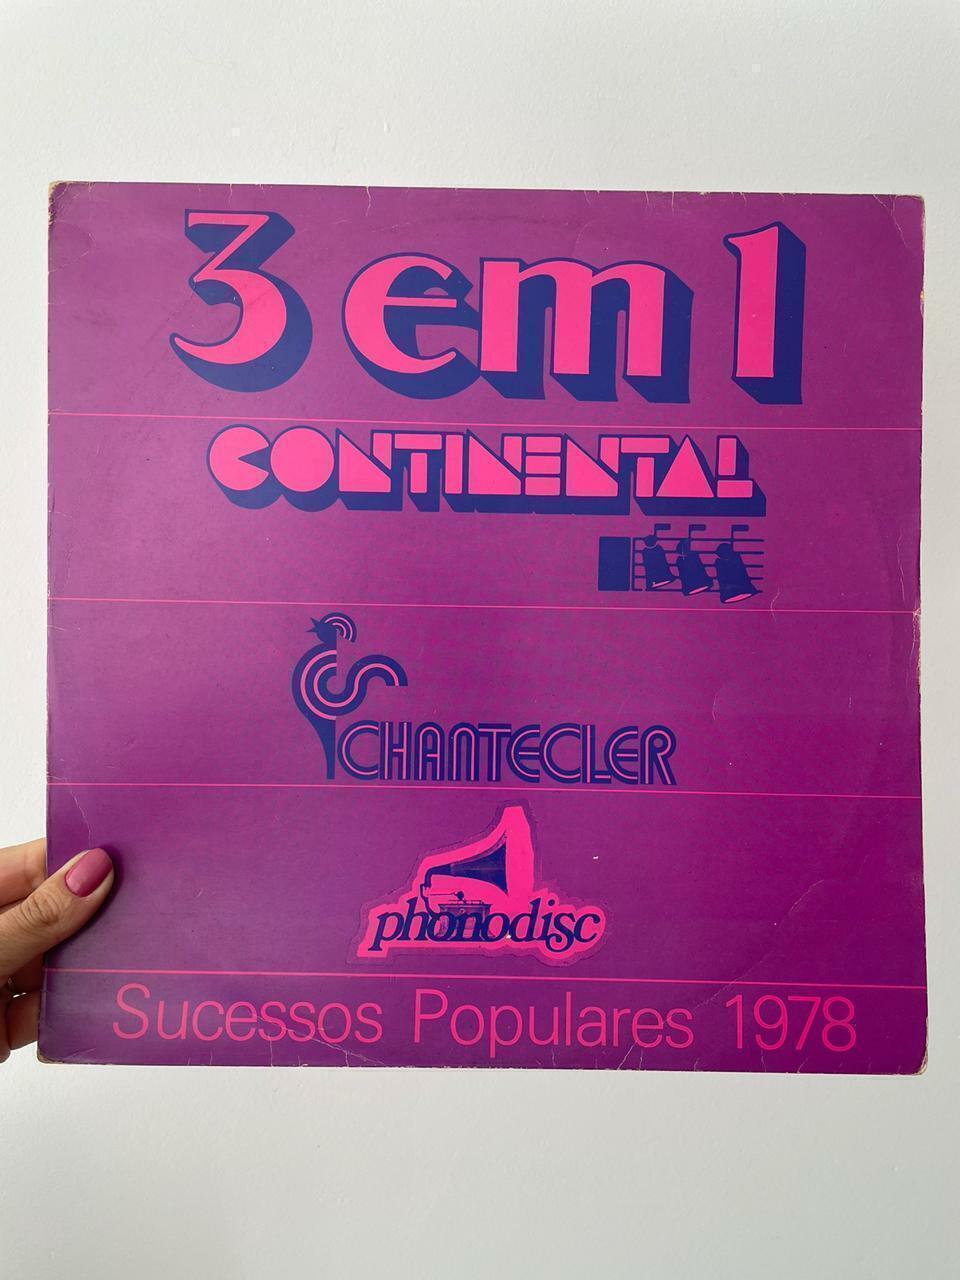 3 em 1
CONTINENTAL
CHANTECLER
phonodisc
Sucessos Populares 1978